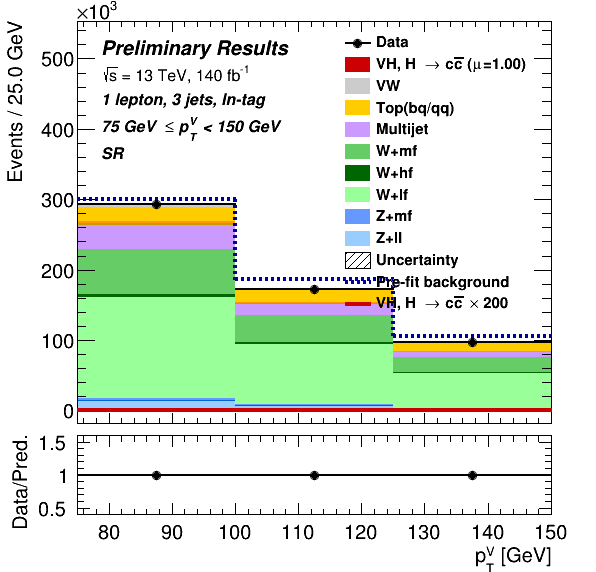 ×10³
Events / 25.0 GeV
500
400
300
200
100
0
Preliminary Results
√s = 13 TeV, 140 fb⁻¹
1 lepton, 3 jets, ln-tag
75 GeV ≤ p_T^V < 150 GeV
SR
Data
VH, H → cc̅ (μ=1.00)
VW
Top(bq/qq)
Multijet
W+mf
W+hf
W+lf
Z+mf
Z+ll
Uncertainty
Pre-fit background
VH, H → cc̅ × 200
Data/Pred.
1.5
1
0.5
80 90 100 110 120 130 140 150
p_T^V [GeV]